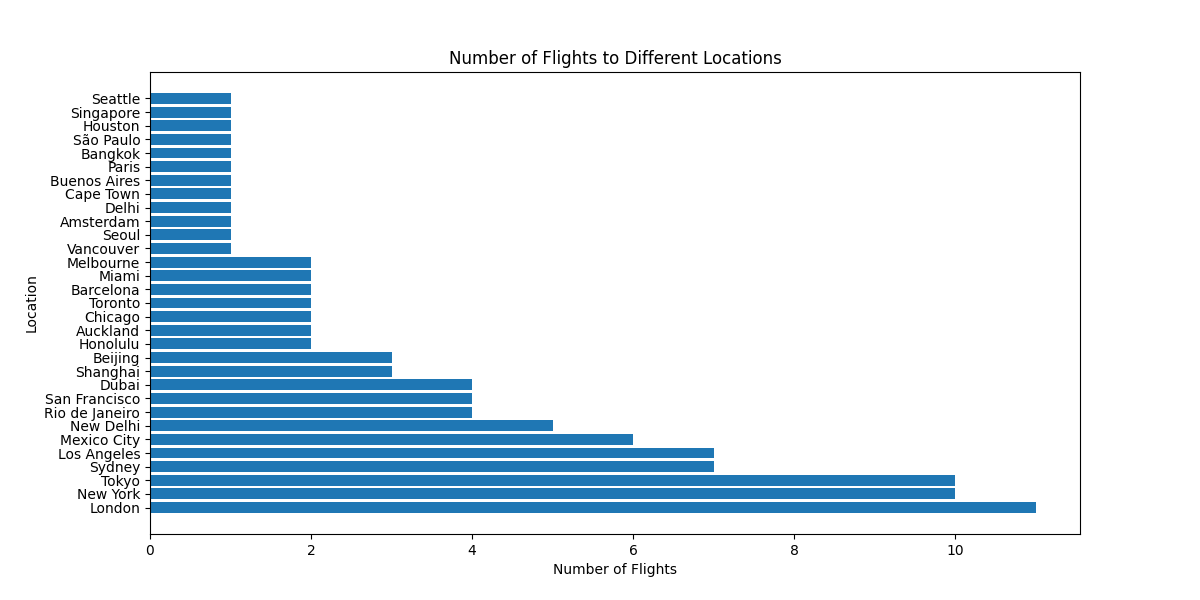 Number of Flights to Different Locations
Seattle
Singapore
Houston
São Paulo
Bangkok
Paris
Buenos Aires
Cape Town
Delhi
Amsterdam
Seoul
Vancouver
Melbourne
Miami
Barcelona
Toronto
Chicago
Auckland
Honolulu
Beijing
Shanghai
Dubai
San Francisco
Rio de Janeiro
New Delhi
Mexico City
Los Angeles
Sydney
Tokyo
New York
London
Location
0 2 4 6 8 10
Number of Flights